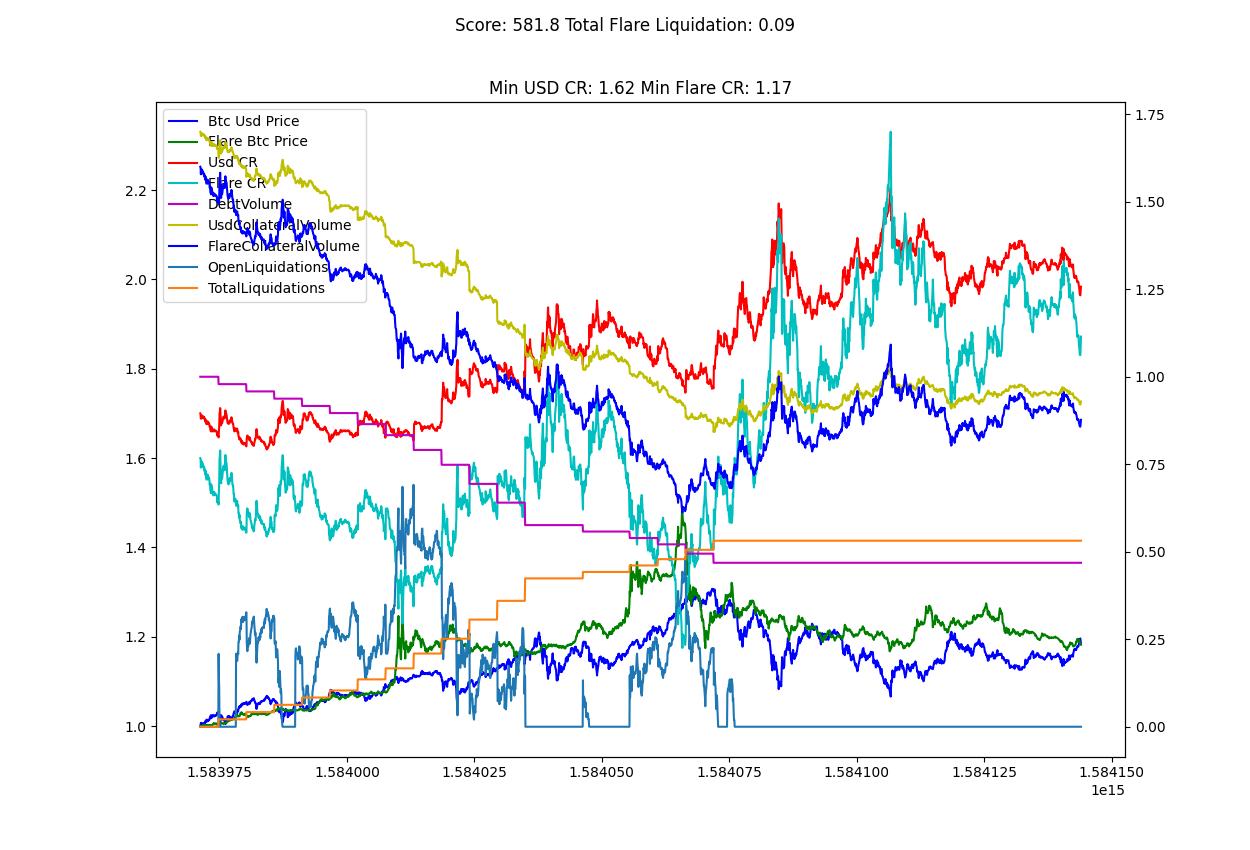 Score: 581.8 Total Flare Liquidation: 0.09
Min USD CR: 1.62 Min Flare CR: 1.17
Btc Usd Price
Flare Btc Price
Usd CR
Flare CR
DebtVolume
UsdCollateralVolume
FlareCollateralVolume
OpenLiquidations
TotalLiquidations
2.2
2.0
1.8
1.6
1.4
1.2
1.0
1.75
1.50
1.25
1.00
0.75
0.50
0.25
0.00
1.583975 1.584000 1.584025 1.584050 1.584075 1.584100 1.584125 1.584150
1e15